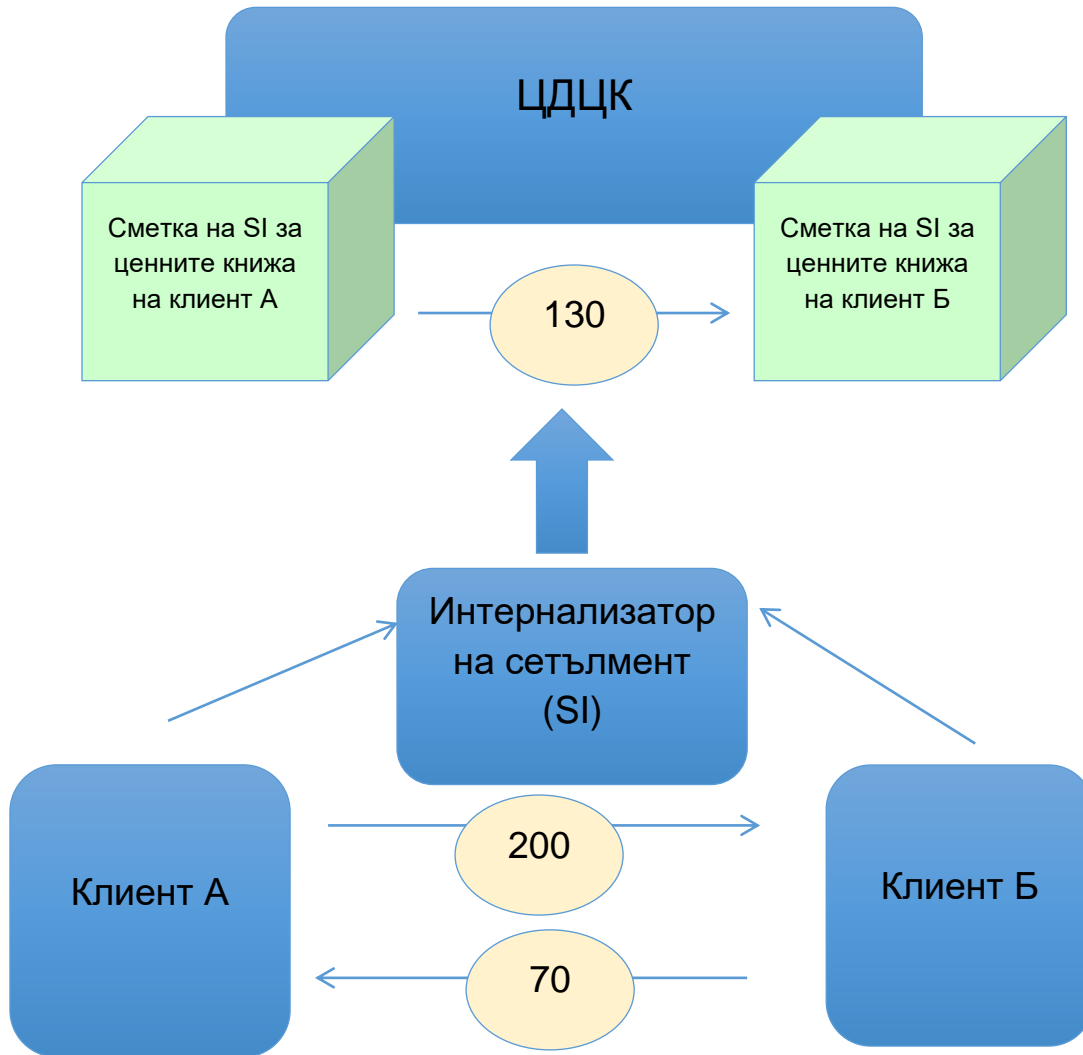 ЦДЦК
Сметка на SI за
ценните книжа
на клиент А
Сметка на SI за
ценните книжа
на клиент Б
130
Интернализатор
на сетълмент
(SI)
200
Клиент А
Клиент Б
70